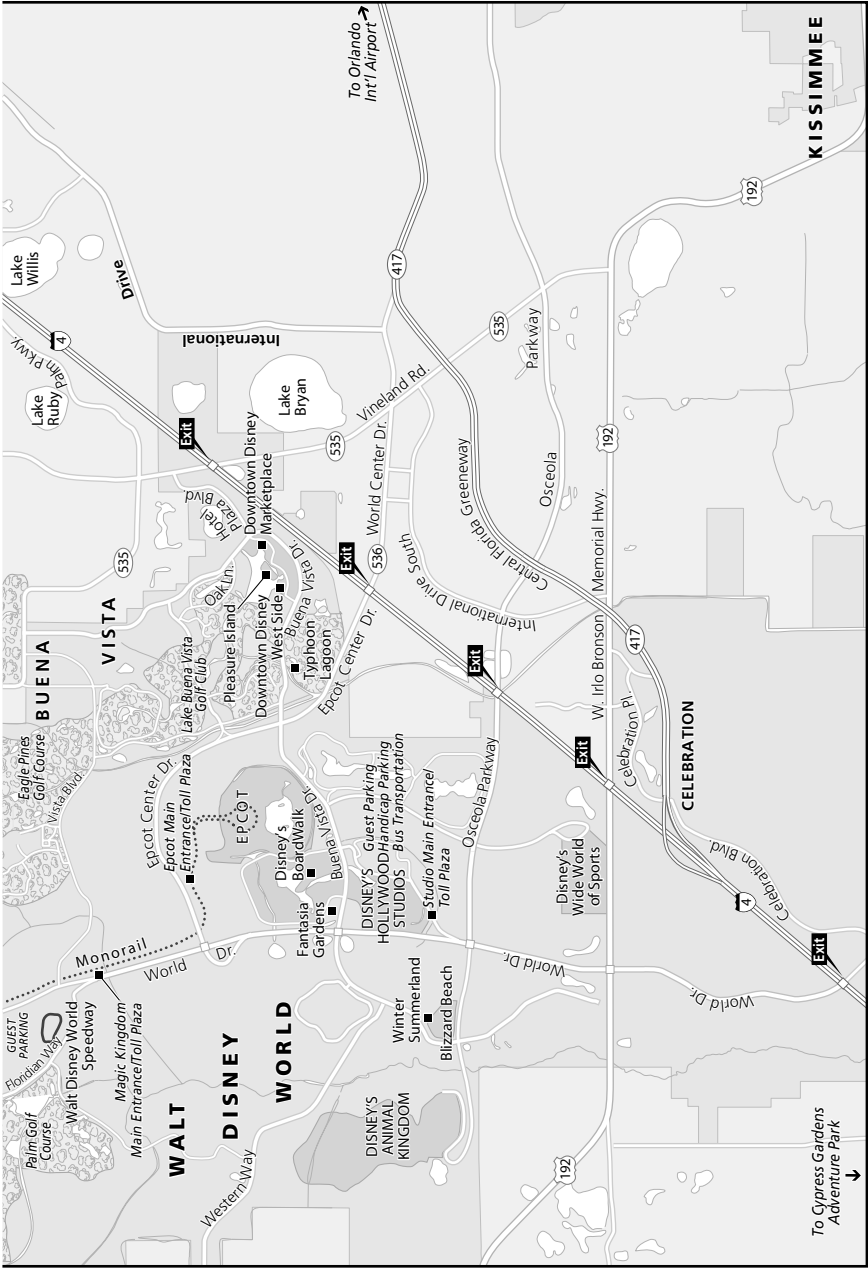 GUEST
PARKING
Floridian Way
Palm Golf
Course
Walt Disney World
Speedway
Magic Kingdom
Main Entrance/Toll Plaza
Monorail
World
Dr.
WALT
DISNEY
WORLD
Western Way
DISNEY'S
ANIMAL
KINGDOM
Winter
Summerland
Blizzard Beach
World Dr.
World Dr.
192
To Cypress Gardens
Adventure Park
Eagle Pines
Golf Course
Vista Blvd.
BUENA
VISTA
Epcot Center Dr.
Epcot Main
Entrance/Toll Plaza
EPCOT
Disney's
BoardWalk
Fantasia
Gardens
Buena Vista Dr.
DISNEY'S
HOLLYWOOD
STUDIOS
Guest Parking
Handicap Parking
Bus Transportation
Studio Main Entrance/
Toll Plaza
Osceola Parkway
Disney's
Wide World
of Sports
Lake Buena Vista
Golf Club
Oak Ln.
Pleasure Island
Downtown Disney
West Side
Typhoon
Lagoon
Buena Vista Dr.
Epcot Center Dr.
Downtown Disney
Marketplace
Hotel
Plaza Blvd.
535
Exit
Exit
Exit
Exit
Exit
4
Celebration Blvd.
CELEBRATION
Celebration Pl.
417
W. Irlo Bronson
Memorial Hwy.
192
International Drive South
536
World Center Dr.
Central Florida Greeneway
Osceola
Parkway
535
Vineland Rd.
535
Lake
Bryan
Lake
Ruby
Palm Pkwy.
4
Lake
Willis
International
Drive
417
To Orlando
Int'l Airport
192
KISSIMMEE